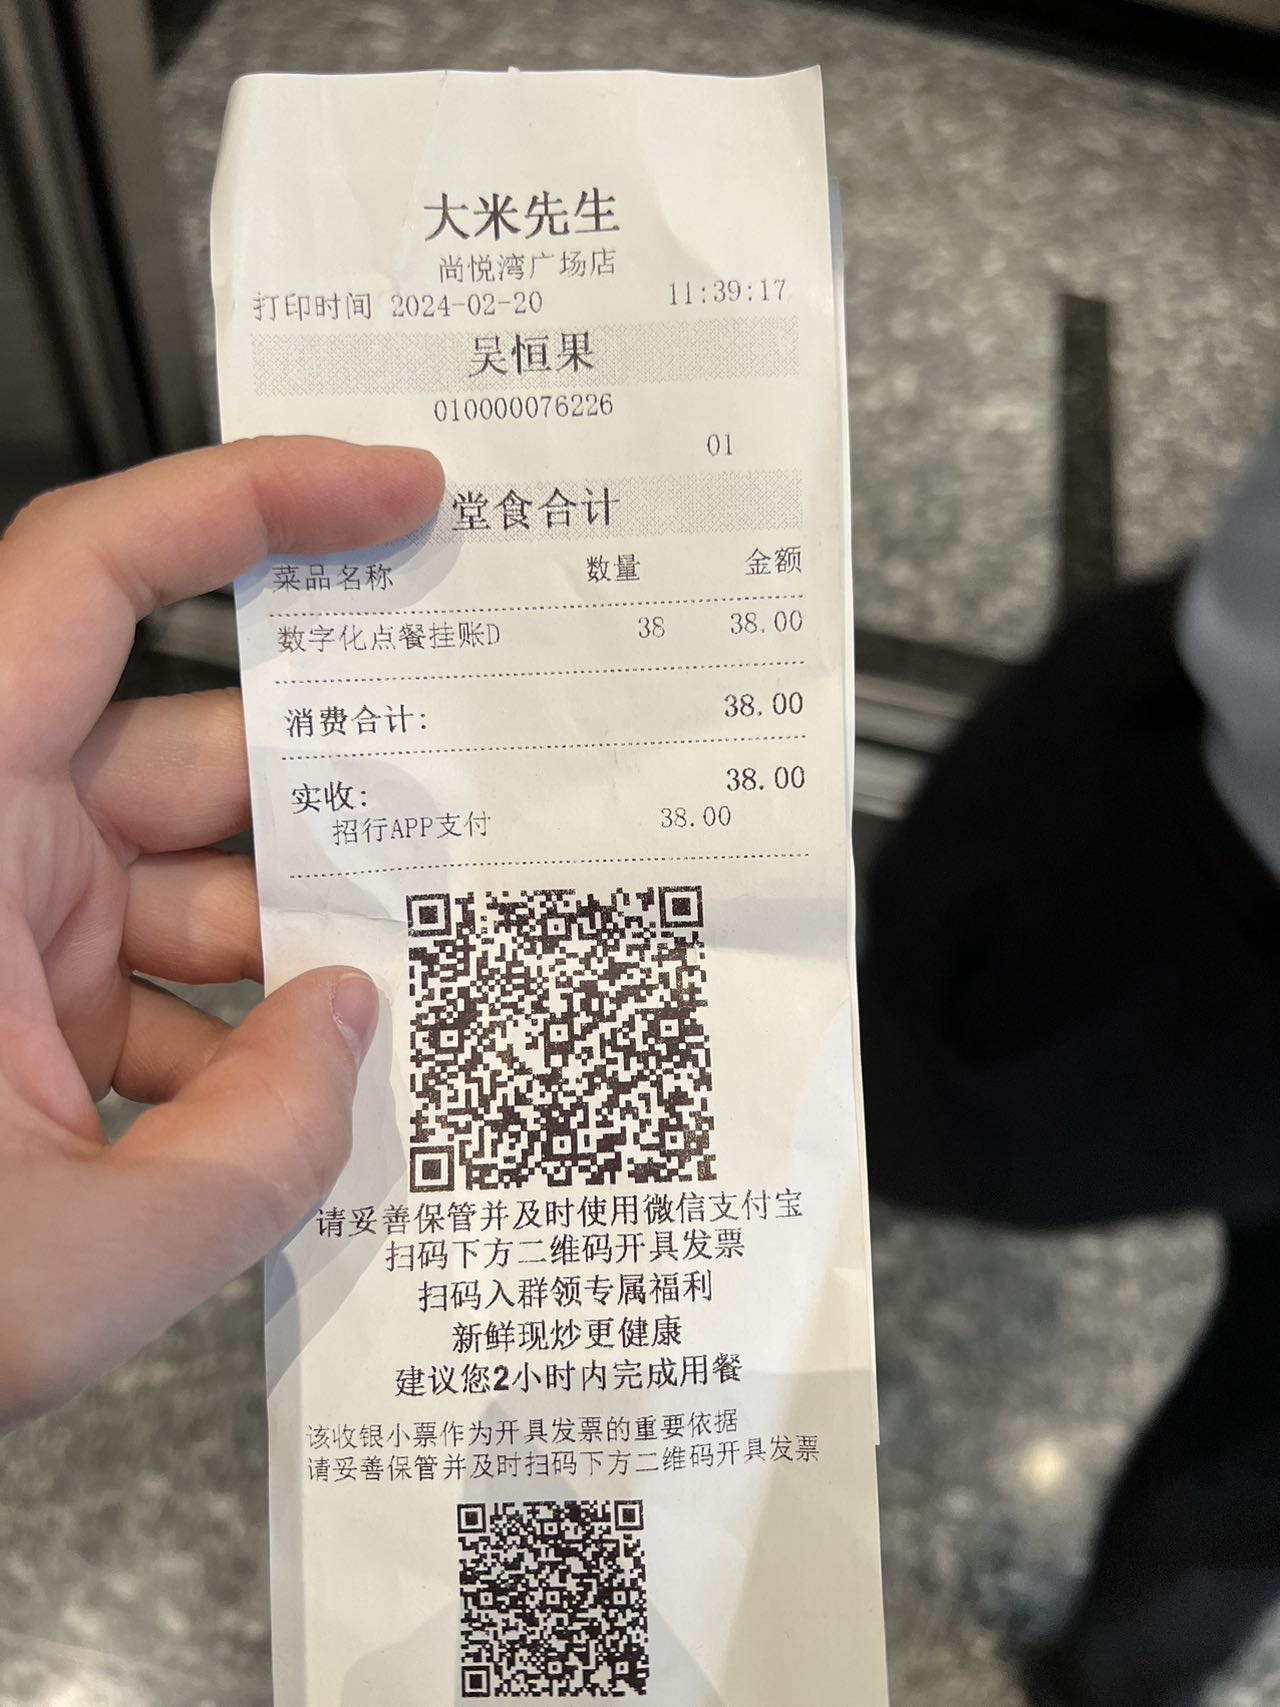 大米先生
尚悦湾广场店
打印时间 2024-02-20 11:39:17
吴恒果
010000076226
01
堂食合计
菜品名称 数量 金额
数字化点餐挂账D 38 38.00
消费合计: 38.00
实收: 38.00
招行APP支付 38.00
请妥善保管并及时使用微信支付宝
扫码下方二维码开具发票
扫码入群领专属福利
新鲜现炒更健康
建议您2小时内完成用餐
该收银小票作为开具发票的重要依据
请妥善保管并及时扫码下方二维码开具发票